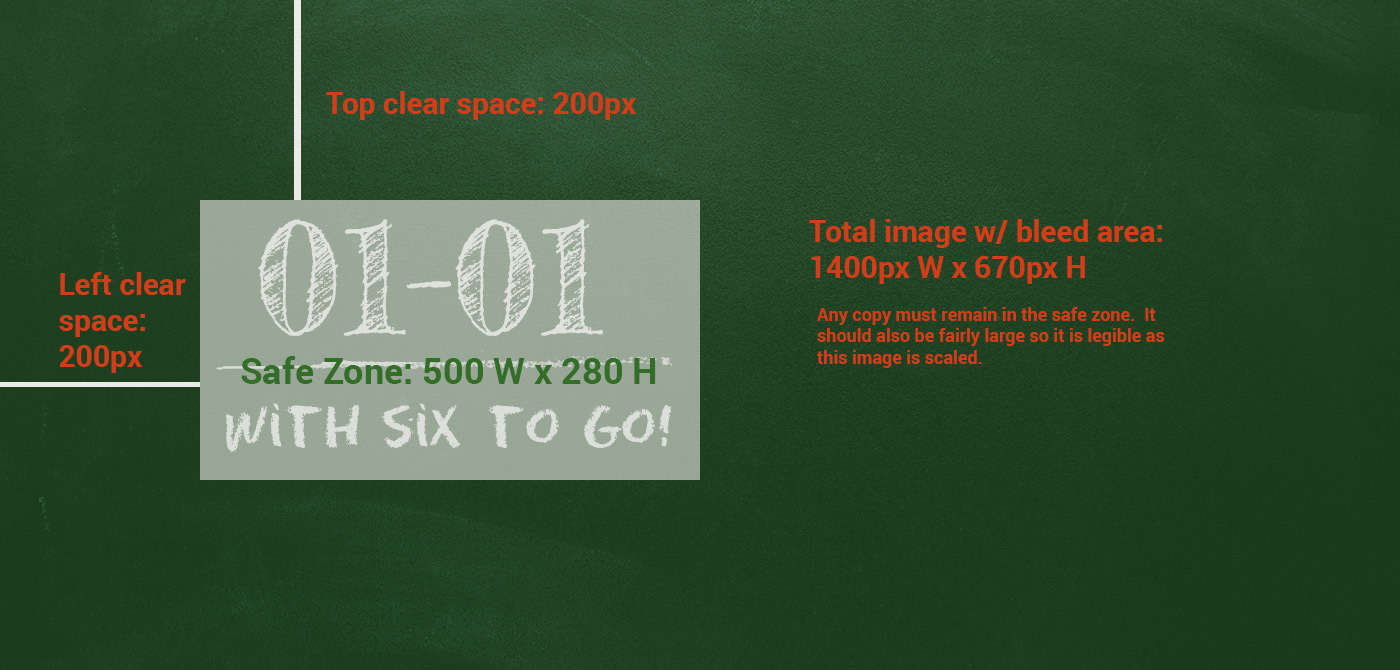 Top clear space: 200px
01-01
Total image w/ bleed area:
1400px W x 670px H
Left clear
space:
200px
Any copy must remain in the safe zone.  It
should also be fairly large so it is legible as
this image is scaled.
Safe Zone: 500 W x 280 H
WiTH SiX TO GO!